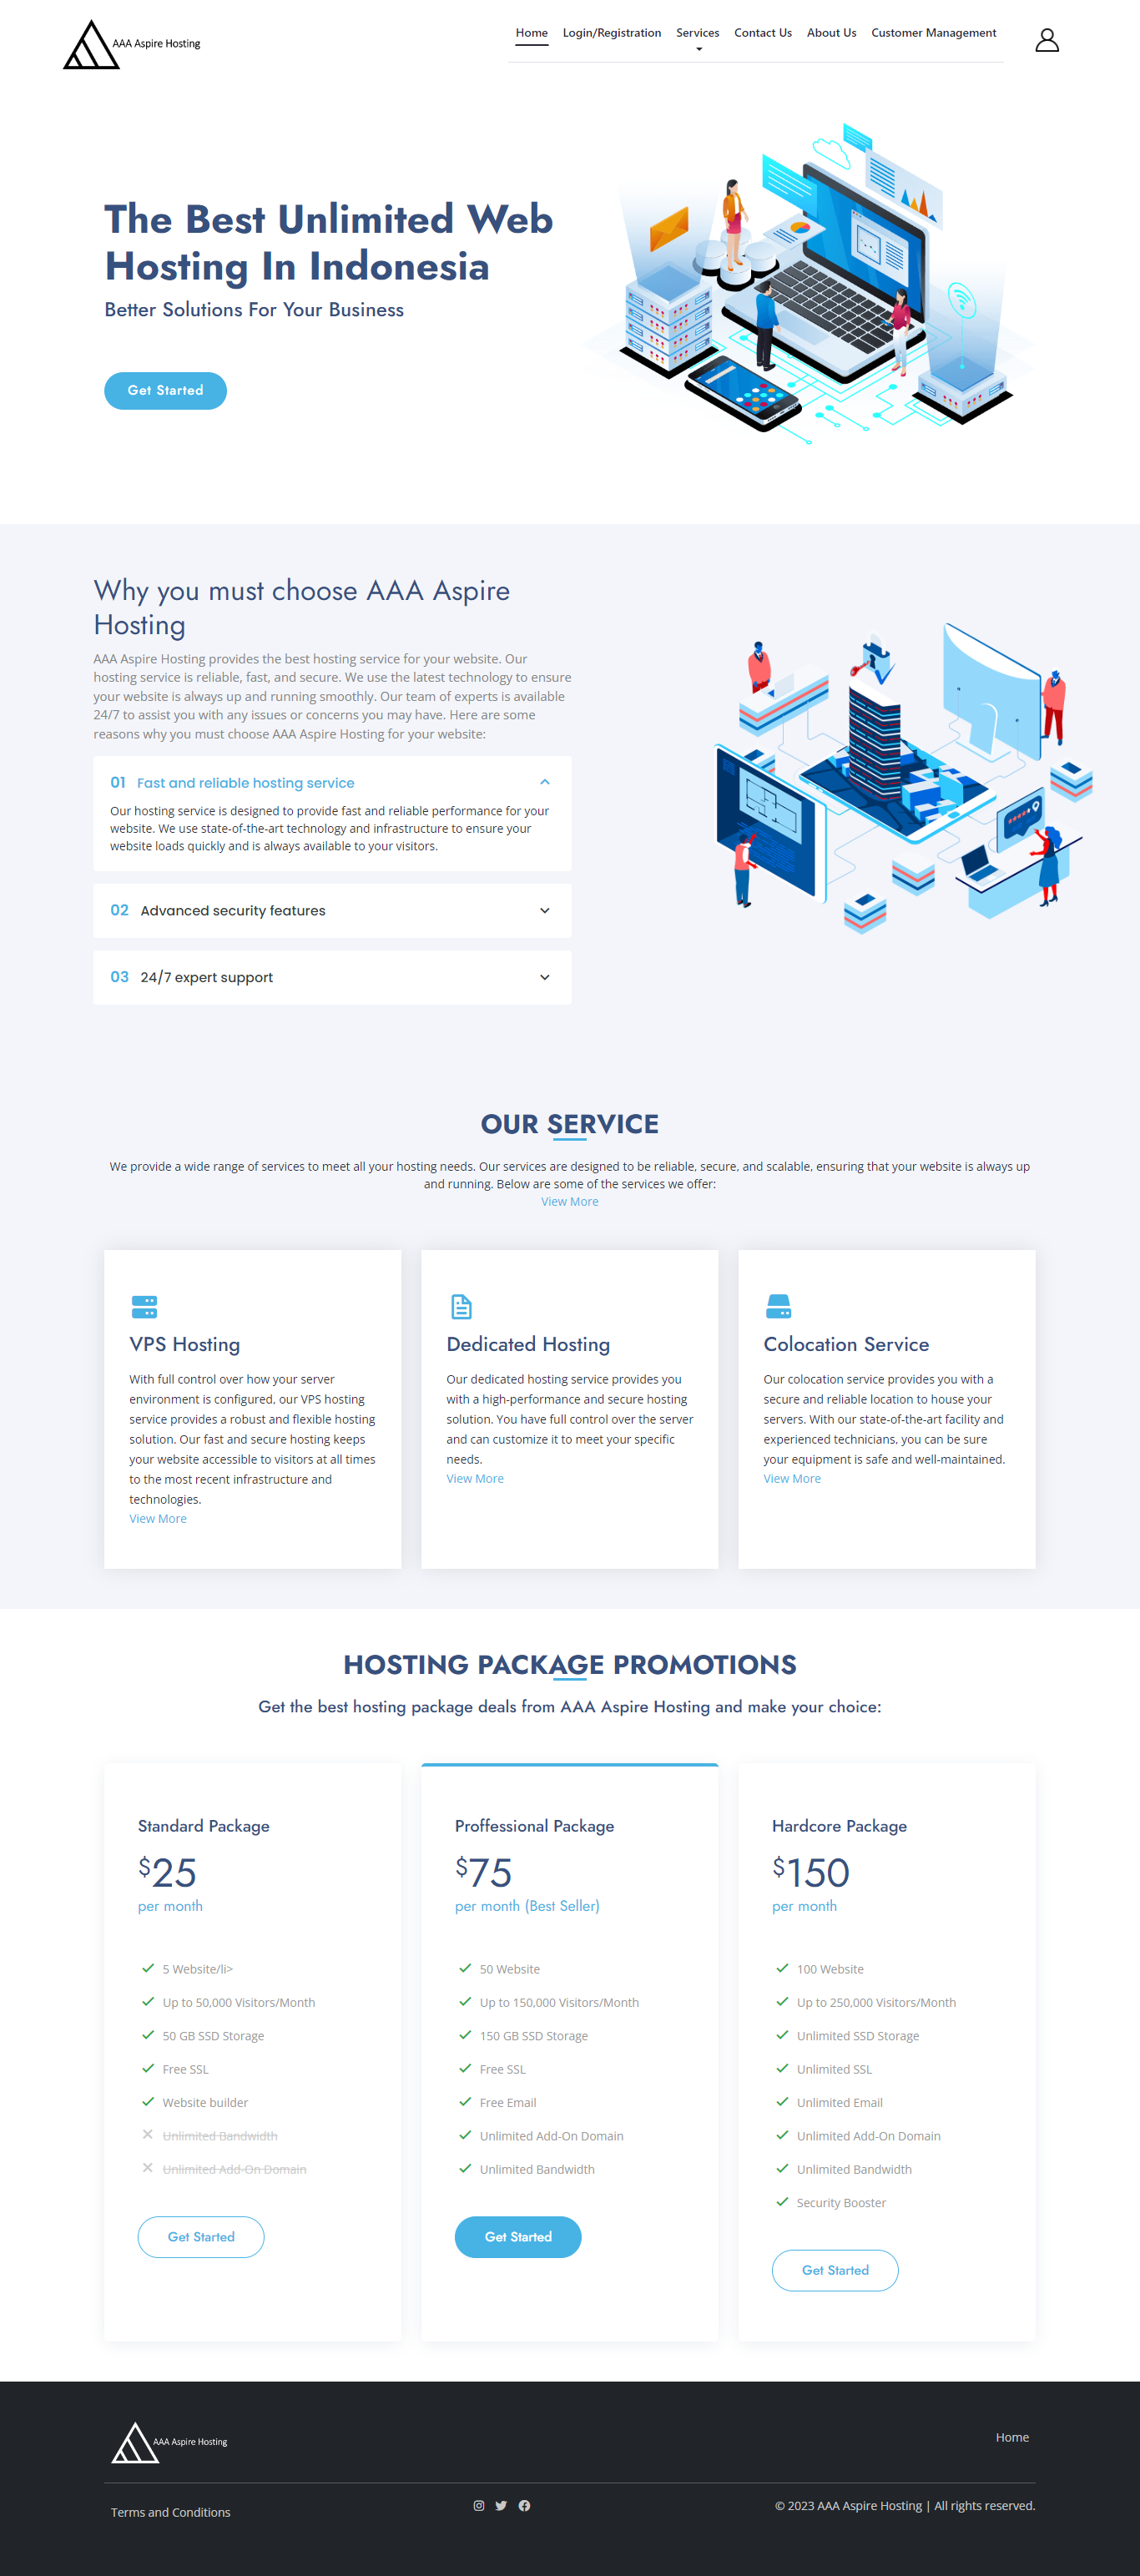 AAA Aspire Hosting
Home Login/Registration Services Contact Us About Us Customer Management
The Best Unlimited Web
Hosting In Indonesia
Better Solutions For Your Business
Get Started
Why you must choose AAA Aspire
Hosting
AAA Aspire Hosting provides the best hosting service for your website. Our
hosting service is reliable, fast, and secure. We use the latest technology to ensure
your website is always up and running smoothly. Our team of experts is available
24/7 to assist you with any issues or concerns you may have. Here are some
reasons why you must choose AAA Aspire Hosting for your website:
01 Fast and reliable hosting service
Our hosting service is designed to provide fast and reliable performance for your
website. We use state-of-the-art technology and infrastructure to ensure your
website loads quickly and is always available to your visitors.
02 Advanced security features
03 24/7 expert support
OUR SERVICE
We provide a wide range of services to meet all your hosting needs. Our services are designed to be reliable, secure, and scalable, ensuring that your website is always up
and running. Below are some of the services we offer:
View More
VPS Hosting
With full control over how your server
environment is configured, our VPS hosting
service provides a robust and flexible hosting
solution. Our fast and secure hosting keeps
your website accessible to visitors at all times
to the most recent infrastructure and
technologies.
View More
Dedicated Hosting
Our dedicated hosting service provides you
with a high-performance and secure hosting
solution. You have full control over the server
and can customize it to meet your specific
needs.
View More
Colocation Service
Our colocation service provides you with a
secure and reliable location to house your
servers. With our state-of-the-art facility and
experienced technicians, you can be sure
your equipment is safe and well-maintained.
View More
HOSTING PACKAGE PROMOTIONS
Get the best hosting package deals from AAA Aspire Hosting and make your choice:
Standard Package
$25
per month
5 Website/li>
Up to 50,000 Visitors/Month
50 GB SSD Storage
Free SSL
Website builder
Unlimited Bandwidth
Unlimited Add-On Domain
Get Started
Proffessional Package
$75
per month (Best Seller)
50 Website
Up to 150,000 Visitors/Month
150 GB SSD Storage
Free SSL
Free Email
Unlimited Add-On Domain
Unlimited Bandwidth
Get Started
Hardcore Package
$150
per month
100 Website
Up to 250,000 Visitors/Month
Unlimited SSD Storage
Unlimited SSL
Unlimited Email
Unlimited Add-On Domain
Unlimited Bandwidth
Security Booster
Get Started
AAA Aspire Hosting
Home
Terms and Conditions
© 2023 AAA Aspire Hosting | All rights reserved.